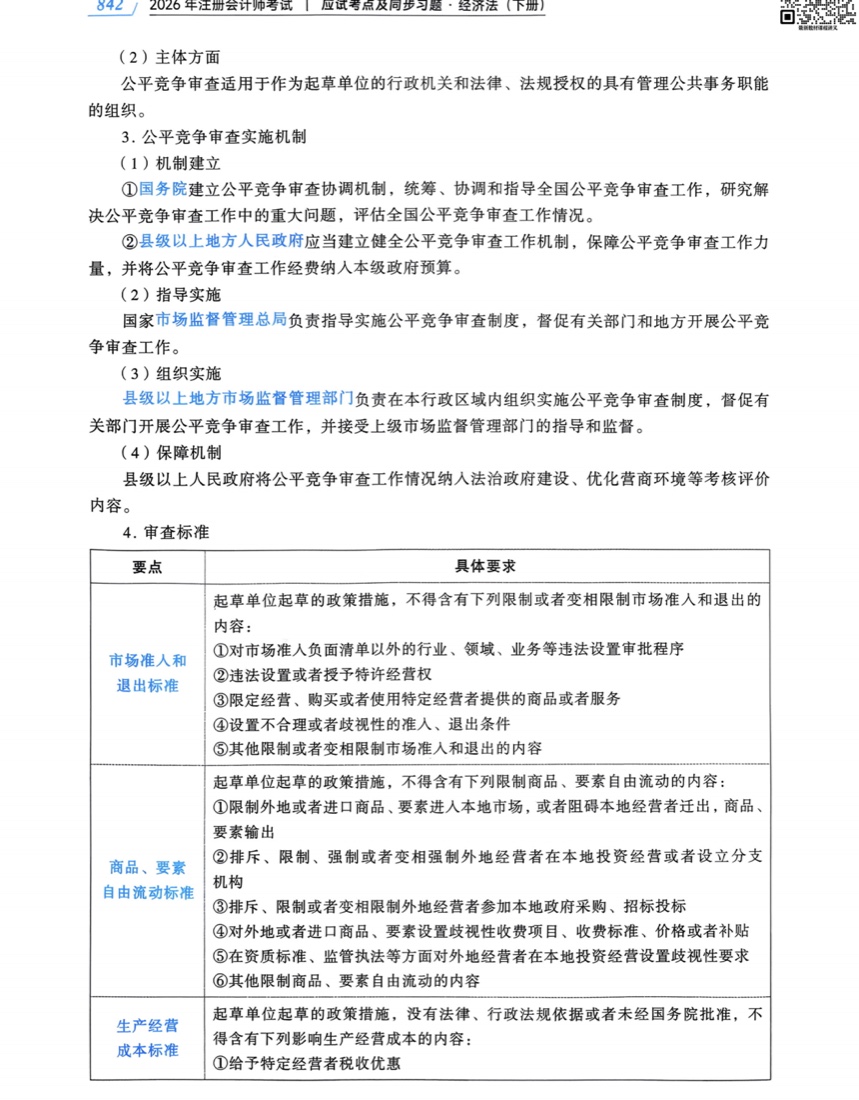 842 2026年注册会计师考试 | 应试考点及同步习题·经济法（下册）
（2）主体方面
公平竞争审查适用于作为起草单位的行政机关和法律、法规授权的具有管理公共事务职能
的组织。
3. 公平竞争审查实施机制
（1）机制建立
①国务院建立公平竞争审查协调机制，统筹、协调和指导全国公平竞争审查工作，研究解
决公平竞争审查工作中的重大问题，评估全国公平竞争审查工作情况。
②县级以上地方人民政府应当建立健全公平竞争审查工作机制，保障公平竞争审查工作力
量，并将公平竞争审查工作经费纳入本级政府预算。
（2）指导实施
国家市场监督管理总局负责指导实施公平竞争审查制度，督促有关部门和地方开展公平竞
争审查工作。
（3）组织实施
县级以上地方市场监督管理部门负责在本行政区域内组织实施公平竞争审查制度，督促有
关部门开展公平竞争审查工作，并接受上级市场监督管理部门的指导和监督。
（4）保障机制
县级以上人民政府将公平竞争审查工作情况纳入法治政府建设、优化营商环境等考核评价
内容。
4. 审查标准
要点 具体要求
市场准入和
退出标准
起草单位起草的政策措施，不得含有下列限制或者变相限制市场准入和退出的
内容：
①对市场准入负面清单以外的行业、领域、业务等违法设置审批程序
②违法设置或者授予特许经营权
③限定经营、购买或者使用特定经营者提供的商品或者服务
④设置不合理或者歧视性的准入、退出条件
⑤其他限制或者变相限制市场准入和退出的内容
商品、要素
自由流动标准
起草单位起草的政策措施，不得含有下列限制商品、要素自由流动的内容：
①限制外地或者进口商品、要素进入本地市场，或者阻碍本地经营者迁出，商品、
要素输出
②排斥、限制、强制或者变相强制外地经营者在本地投资经营或者设立分支
机构
③排斥、限制或者变相限制外地经营者参加本地政府采购、招标投标
④对外地或者进口商品、要素设置歧视性收费项目、收费标准、价格或者补贴
⑤在资质标准、监管执法等方面对外地经营者在本地投资经营设置歧视性要求
⑥其他限制商品、要素自由流动的内容
生产经营
成本标准
起草单位起草的政策措施，没有法律、行政法规依据或者未经国务院批准，不
得含有下列影响生产经营成本的内容：
①给予特定经营者税收优惠